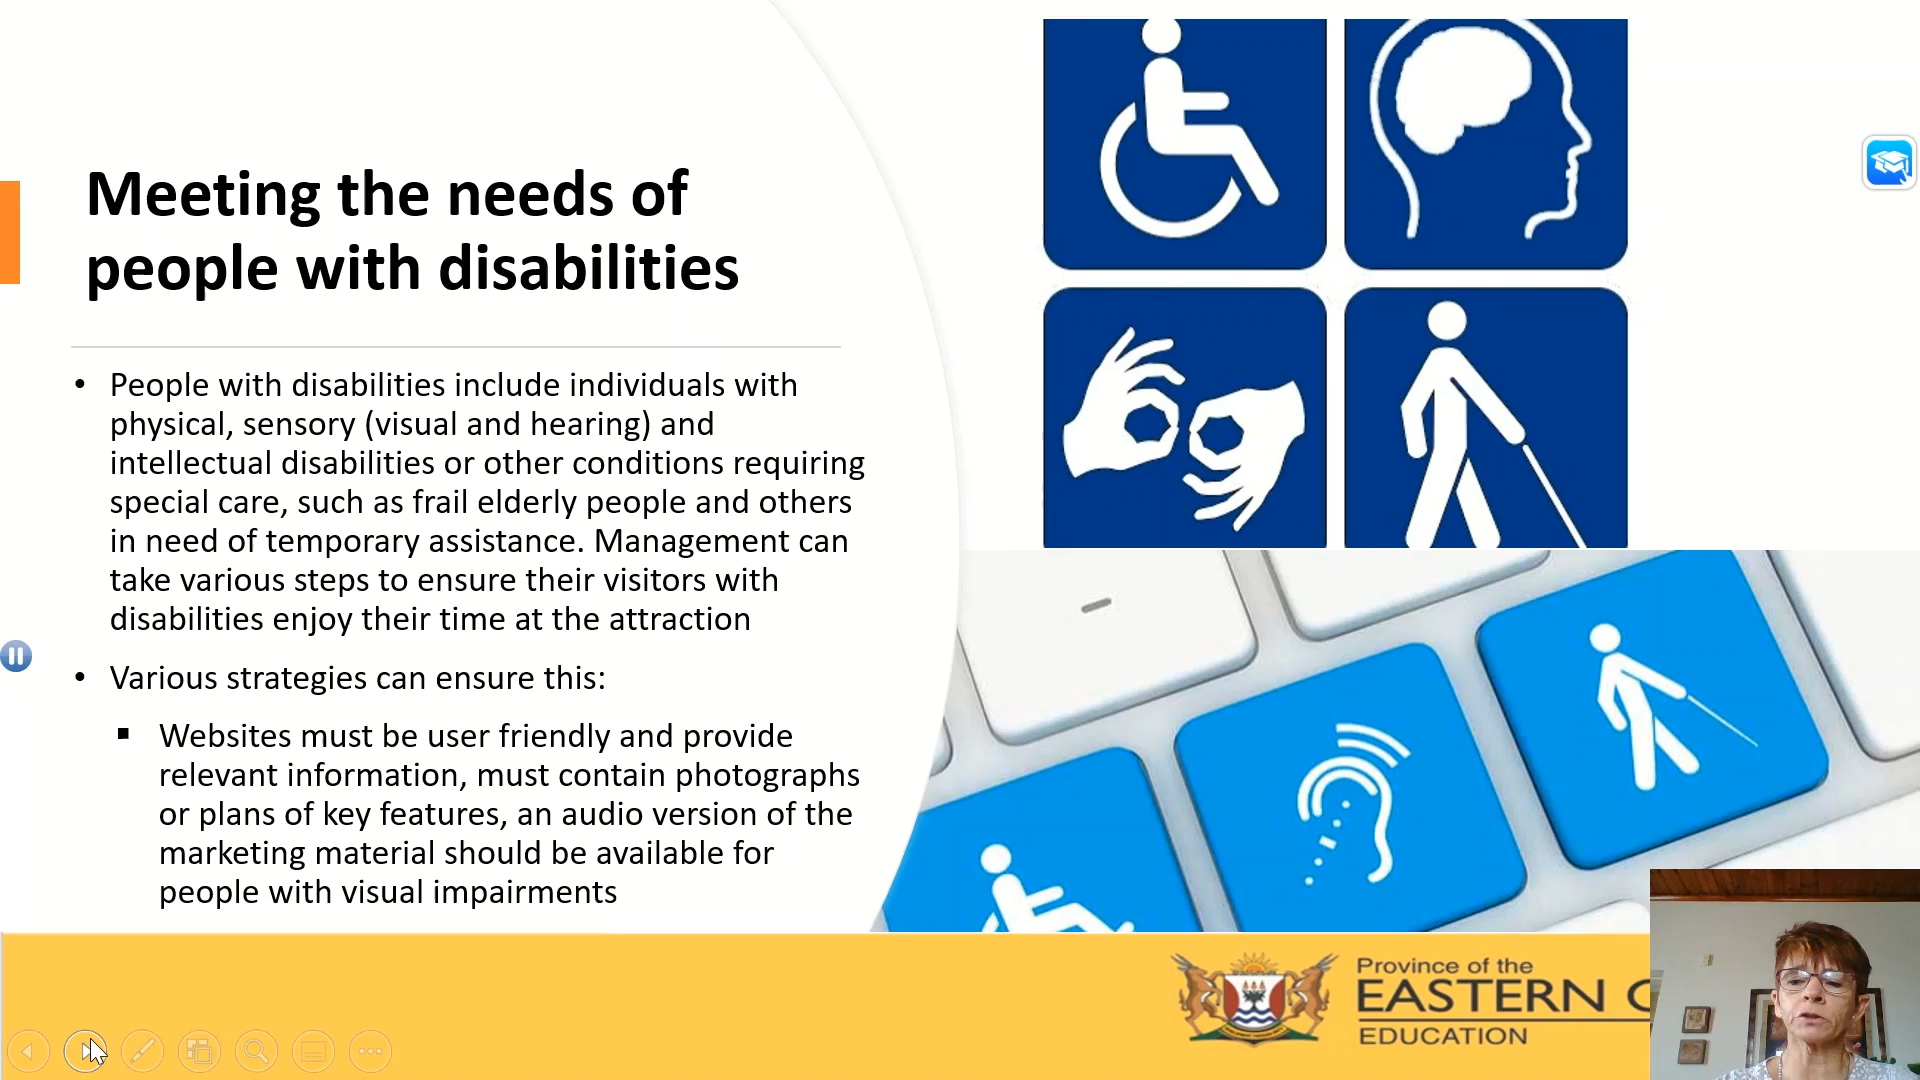 Meeting the needs of
people with disabilities
• People with disabilities include individuals with
physical, sensory (visual and hearing) and
intellectual disabilities or other conditions requiring
special care, such as frail elderly people and others
in need of temporary assistance. Management can
take various steps to ensure their visitors with
disabilities enjoy their time at the attraction
• Various strategies can ensure this:
▪ Websites must be user friendly and provide
relevant information, must contain photographs
or plans of key features, an audio version of the
marketing material should be available for
people with visual impairments
Province of the
EASTERN C
EDUCATION